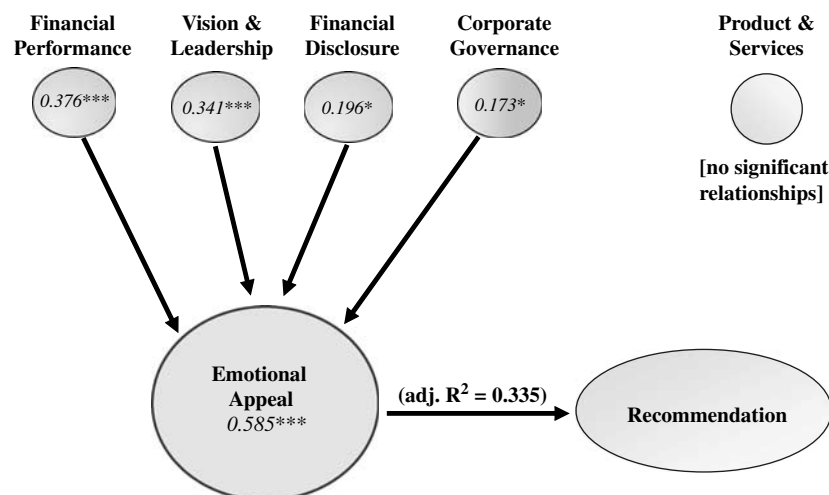 Financial
Performance
Vision &
Leadership
Financial
Disclosure
Corporate
Governance
Product &
Services
0.376***
0.341***
0.196*
0.173*
[no significant
relationships]
Emotional
Appeal
0.585***
(adj. R² = 0.335)
Recommendation